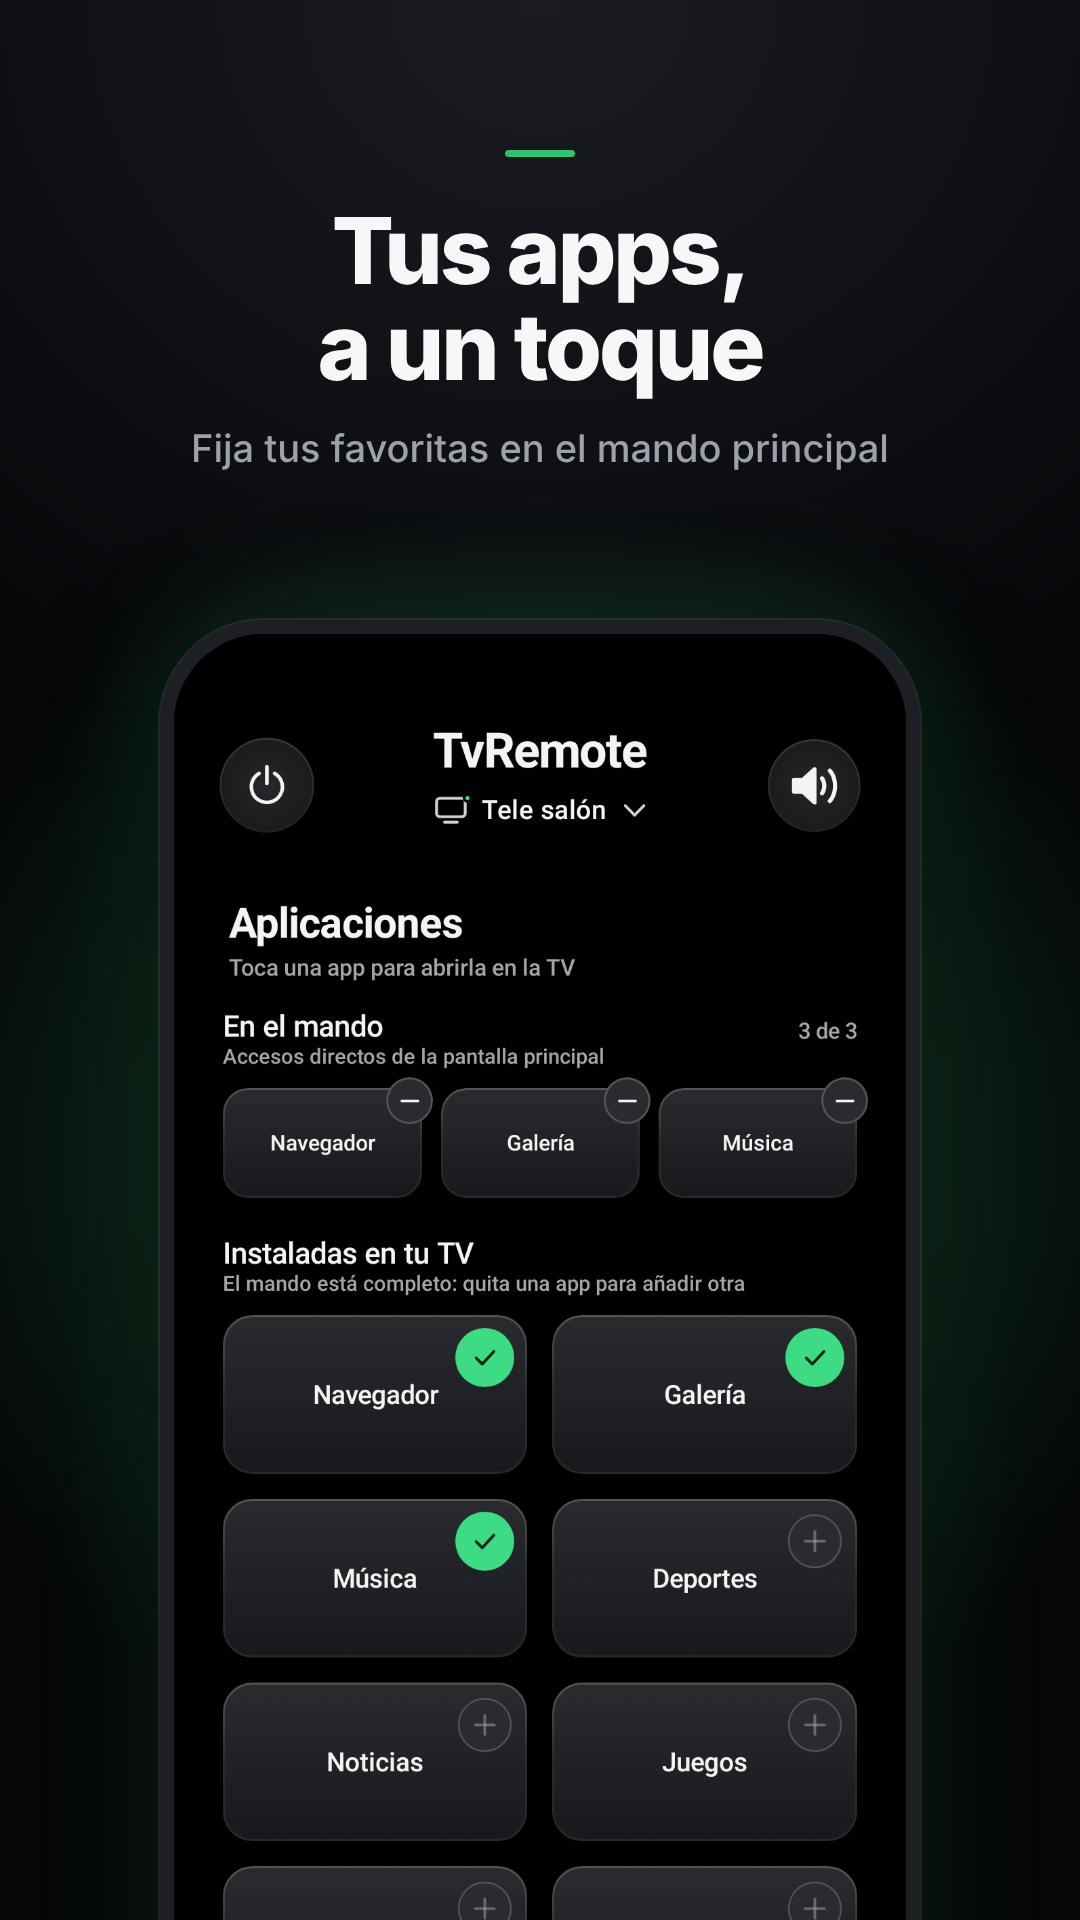 Tus apps,
a un toque
Fija tus favoritas en el mando principal
TvRemote
Tele salón
Aplicaciones
Toca una app para abrirla en la TV
En el mando
3 de 3
Accesos directos de la pantalla principal
Navegador
Galería
Música
Instaladas en tu TV
El mando está completo: quita una app para añadir otra
Navegador
Galería
Música
Deportes
Noticias
Juegos